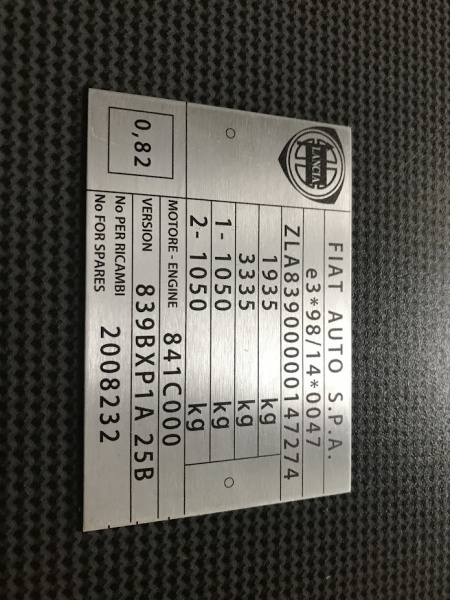 LANCIA
FIAT AUTO S.P.A.
e3*98/14*0047
ZLA83900000147274
1935 kg
3335 kg
1- 1050 kg
2- 1050 kg
0,82
MOTORE - ENGINE 841C000
VERSION 839BXP1A 25B
No PER RICAMBI
No FOR SPARES 2008232